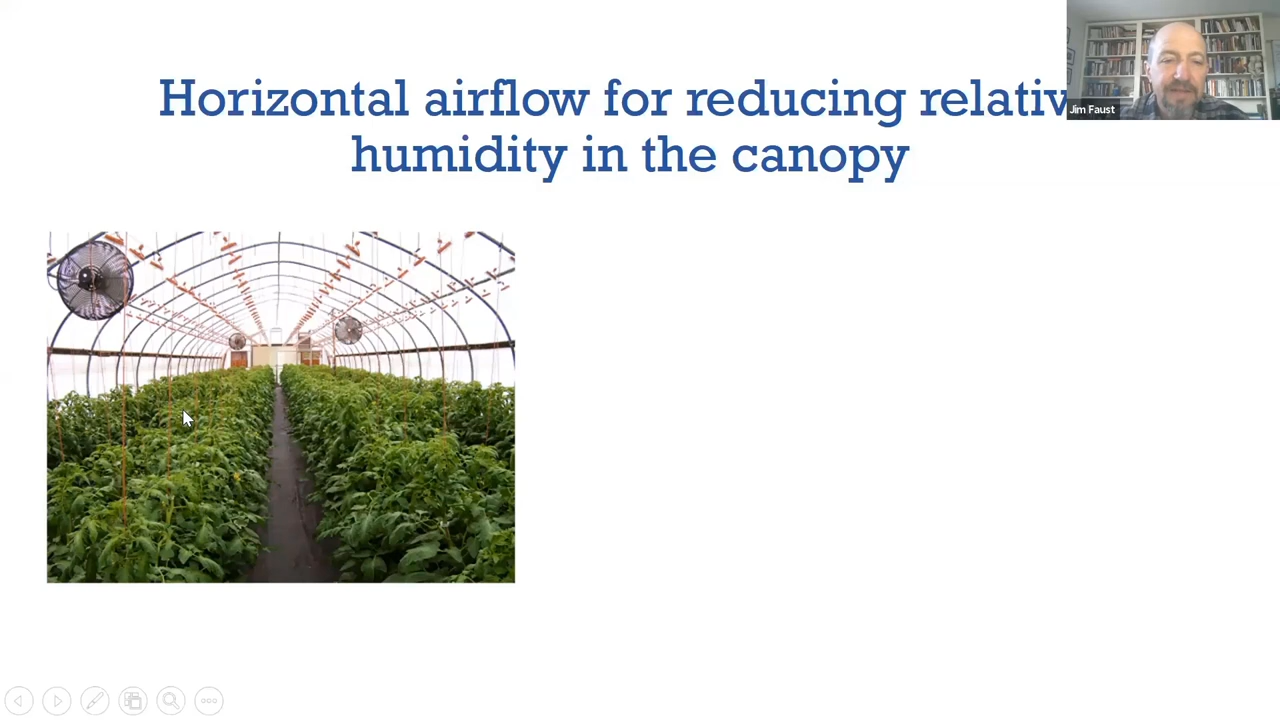 Horizontal airflow for reducing relativ
humidity in the canopy
Jim Faust